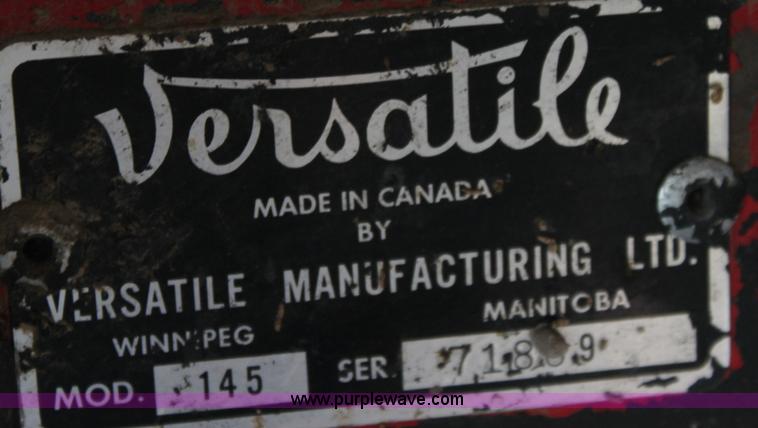 Versatile
MADE IN CANADA
BY
VERSATILE MANUFACTURING LTD.
WINNIPEG MANITOBA
MOD. 145 SER.
www.purplewave.com